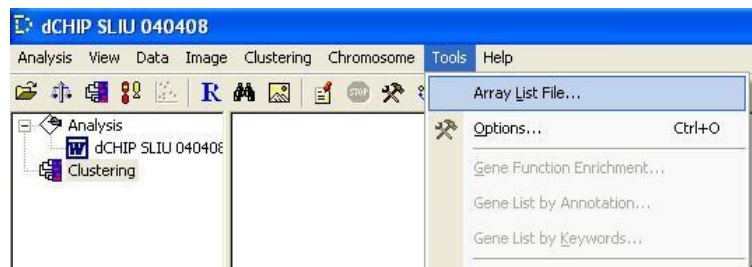 dCHIP SLIU 040408
Analysis View Data Image Clustering Chromosome Tools Help
R STOP
Array List File...
Analysis
W dCHIP SLIU 040408
Options... Ctrl+O
Clustering
Gene Function Enrichment...
Gene List by Annotation...
Gene List by Keywords...